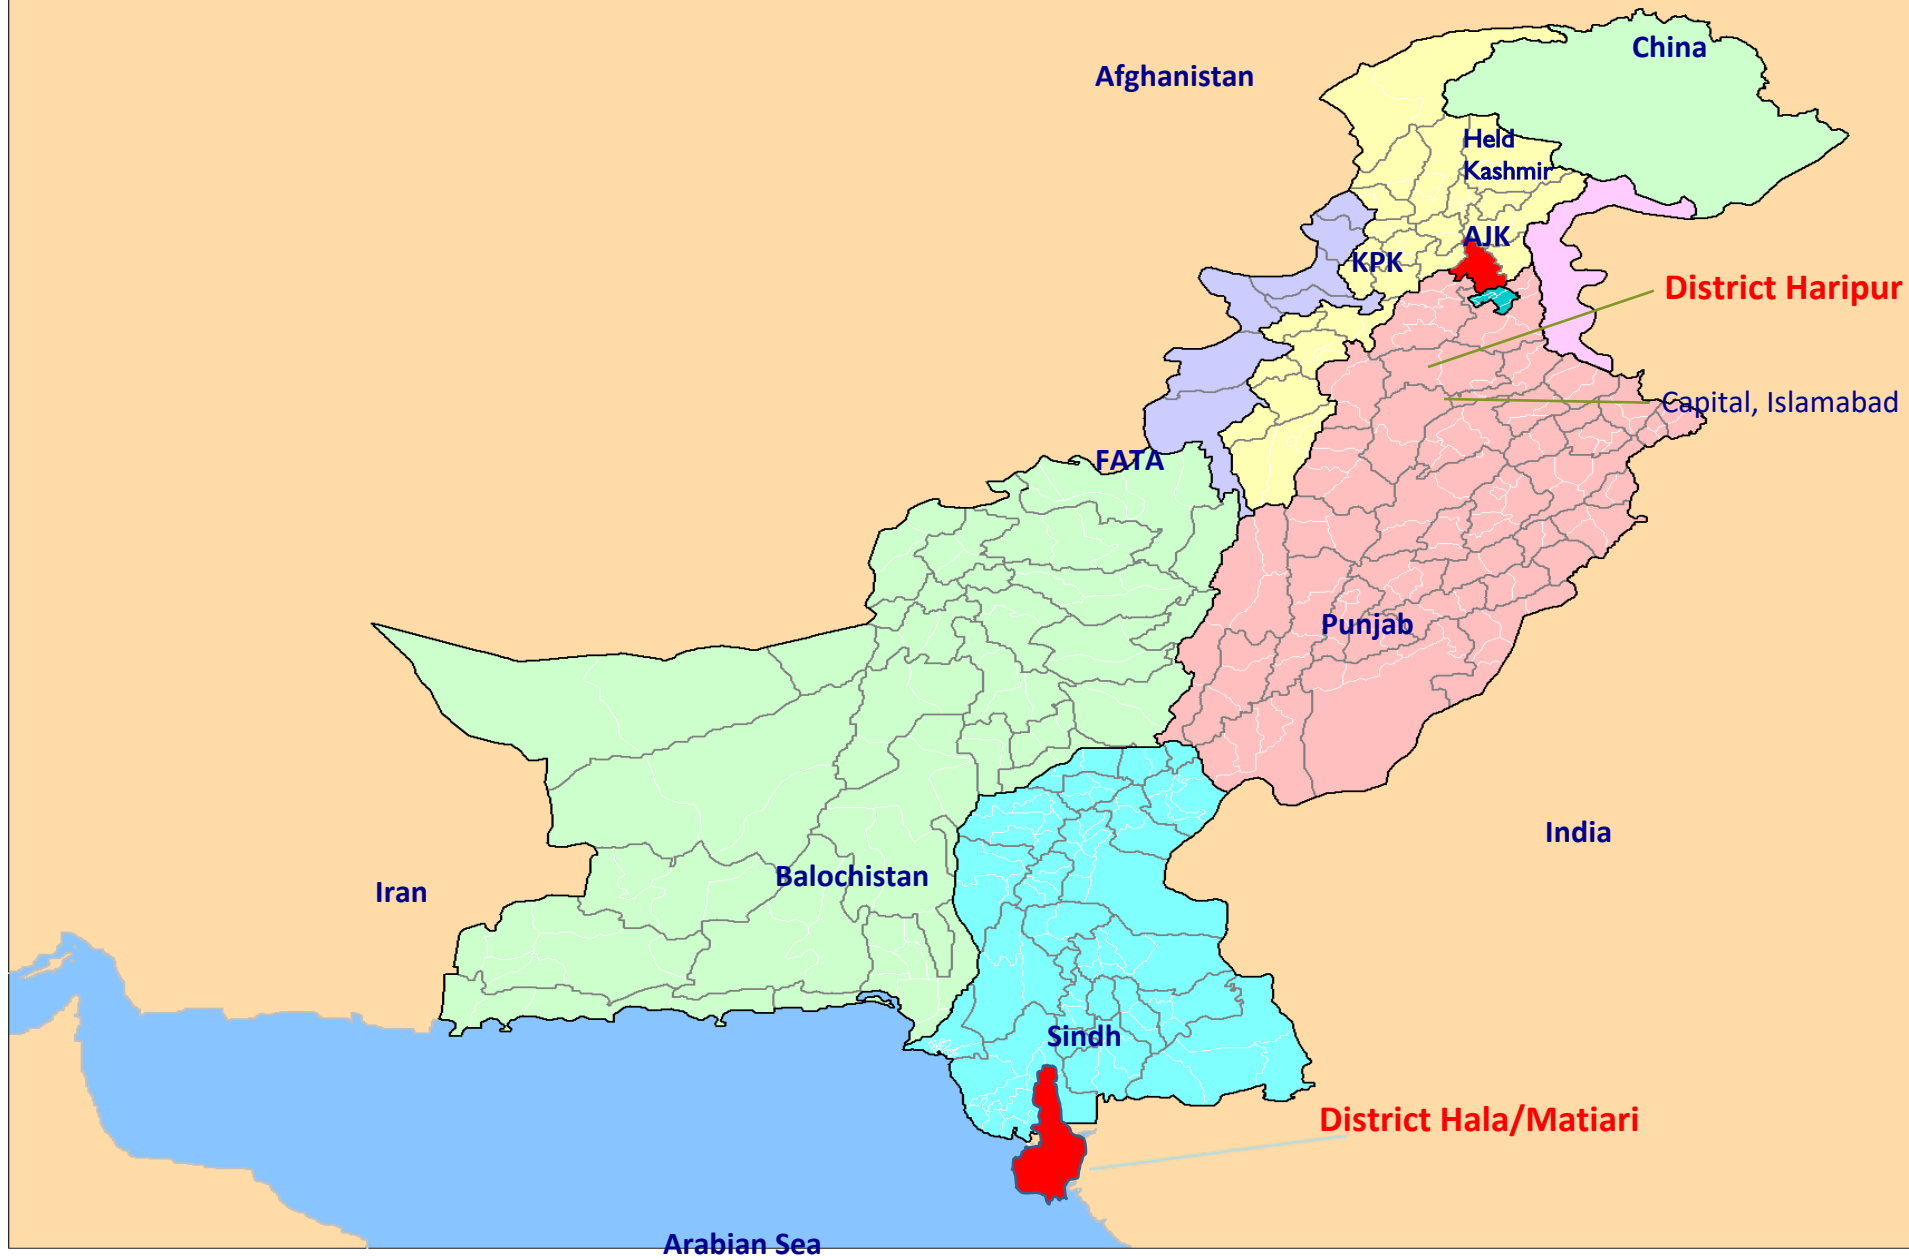 China
Afghanistan
Held
Kashmir
AJK
KPK
District Haripur
Capital, Islamabad
FATA
Punjab
India
Balochistan
Iran
Sindh
District Hala/Matiari
Arabian Sea